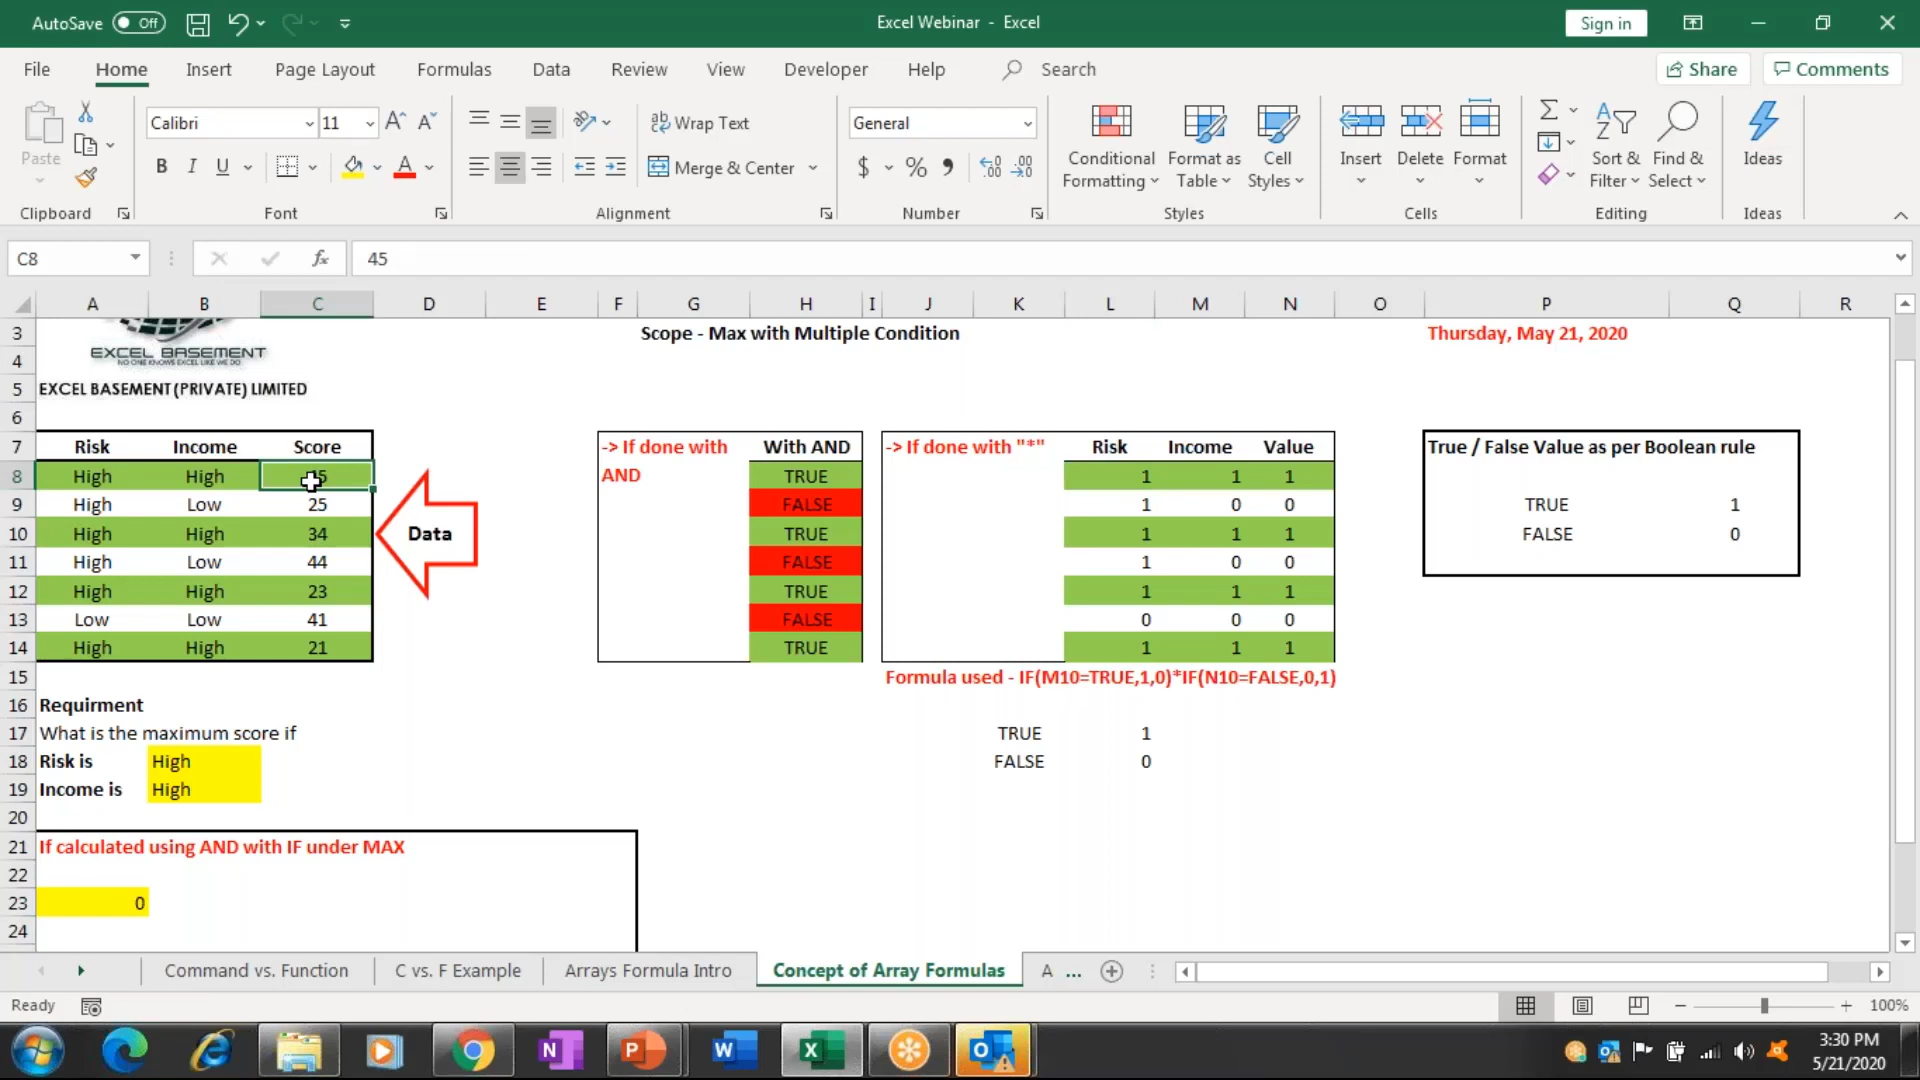 AutoSave Off
Excel Webinar - Excel
Sign in
File Home Insert Page Layout Formulas Data Review View Developer Help Search
Share Comments
Paste
Calibri 11
Wrap Text
Merge & Center
General
Conditional Formatting
Format as Table
Cell Styles
Insert Delete Format
Sort & Filter
Find & Select
Ideas
Clipboard Font Alignment Number Styles Cells Editing Ideas
C8 fx 45
A B C D E F G H I J K L M N O P Q R
3 Scope - Max with Multiple Condition Thursday, May 21, 2020
4 EXCEL BASEMENT
NO ONE KNOWS EXCEL LIKE WE DO
5 EXCEL BASEMENT (PRIVATE) LIMITED
6
7 Risk Income Score -> If done with With AND -> If done with "*" Risk Income Value True / False Value as per Boolean rule
8 High High 45 AND TRUE 1 1 1
9 High Low 25 FALSE 1 0 0 TRUE 1
10 High High 34 Data TRUE 1 1 1 FALSE 0
11 High Low 44 FALSE 1 0 0
12 High High 23 TRUE 1 1 1
13 Low Low 41 FALSE 0 0 0
14 High High 21 TRUE 1 1 1
15 Formula used - IF(M10=TRUE,1,0)*IF(N10=FALSE,0,1)
16 Requirment
17 What is the maximum score if TRUE 1
18 Risk is High FALSE 0
19 Income is High
20
21 If calculated using AND with IF under MAX
22
23 0
24
Command vs. Function C vs. F Example Arrays Formula Intro Concept of Array Formulas A ...
Ready 100%
3:30 PM
5/21/2020